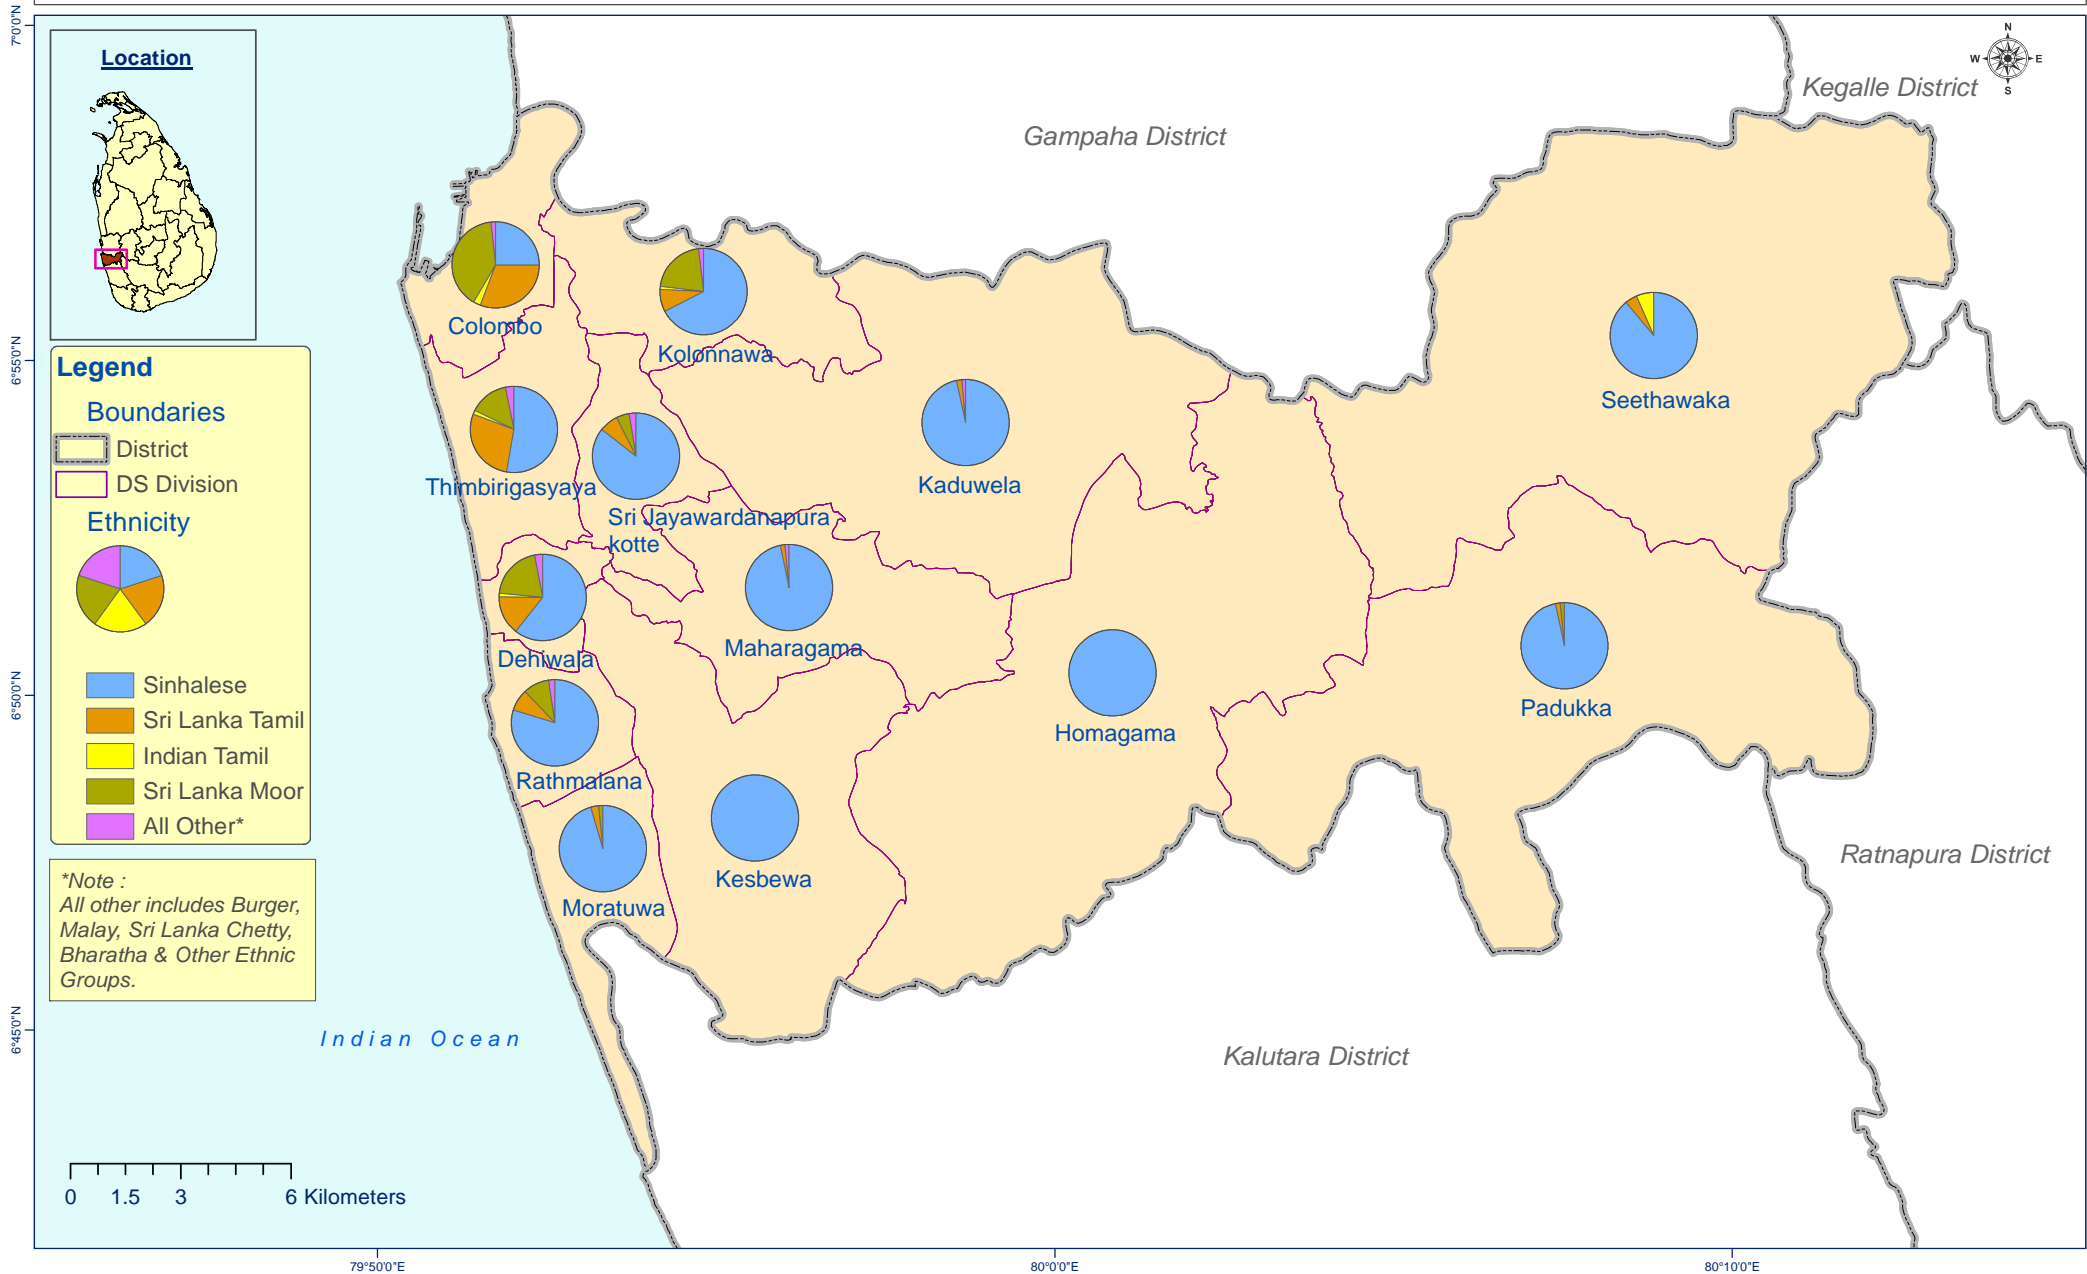 7°0'0"N
6°55'0"N
6°50'0"N
6°45'0"N
Location
N
W
E
S
Kegalle District
Gampaha District
Colombo
Kolonnawa
Seethawaka
Legend
Boundaries
District
DS Division
Ethnicity
Sinhalese
Sri Lanka Tamil
Indian Tamil
Sri Lanka Moor
All Other*
Thimbirigasyaya
Kaduwela
Sri Jayawardanapura
kotte
Dehiwala
Maharagama
Padukka
Homagama
Rathmalana
Kesbewa
Moratuwa
Ratnapura District
*Note :
All other includes Burger,
Malay, Sri Lanka Chetty,
Bharatha & Other Ethnic
Groups.
Indian Ocean
Kalutara District
0 1.5 3 6 Kilometers
79°50'0"E
80°0'0"E
80°10'0"E